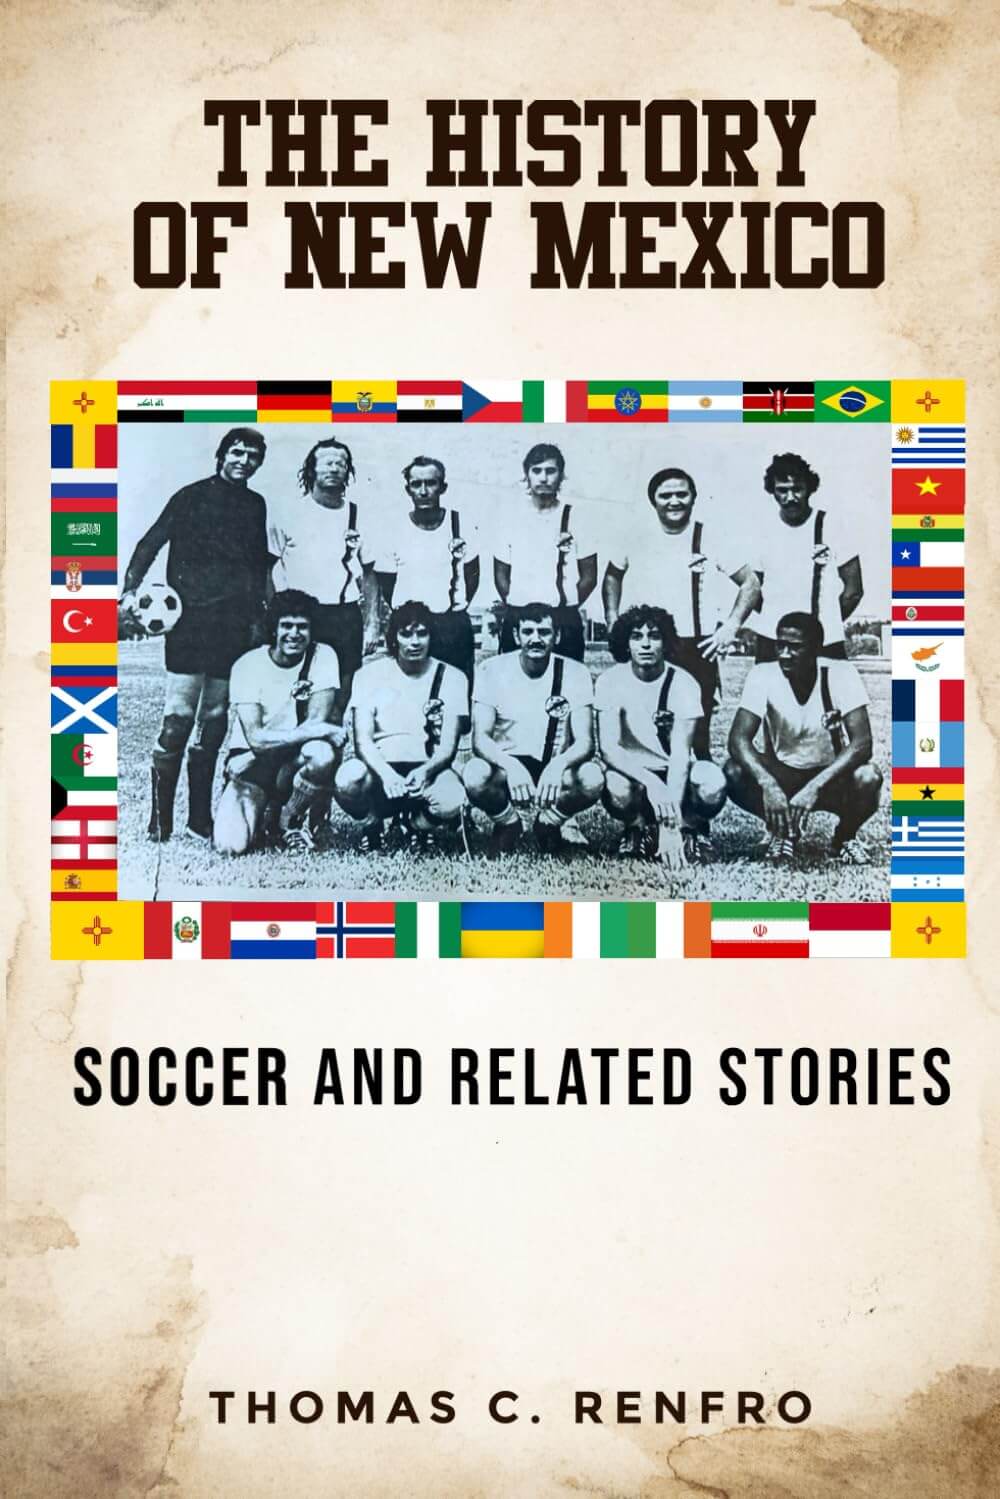 THE HISTORY
OF NEW MEXICO
SOCCER AND RELATED STORIES
THOMAS C. RENFRO